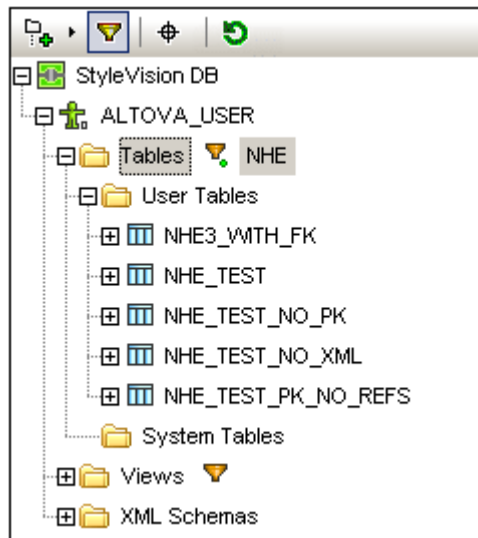 StyleVision DB
ALTOVA_USER
Tables NHE
User Tables
NHE3_WITH_FK
NHE_TEST
NHE_TEST_NO_PK
NHE_TEST_NO_XML
NHE_TEST_PK_NO_REFS
System Tables
Views
XML Schemas